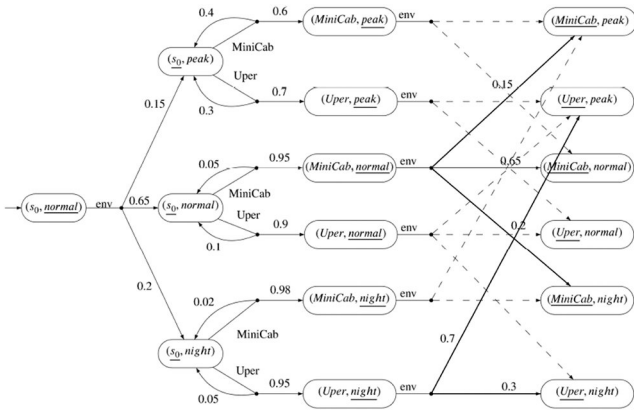 0.4 0.6 (MiniCab, peak) env (MiniCab, peak)
(s0, peak) MiniCab
Uper
0.15 0.3 0.7 (Uper, peak) env 0.15 (Uper, peak)
0.05 0.95 (MiniCab, normal) env 0.65 (MiniCab, normal)
MiniCab
(s0, normal) env 0.65 (s0, normal)
Uper
0.1 0.9 (Uper, normal) env 0.2 (Uper, normal)
0.2 0.02 0.98 (MiniCab, night) env (MiniCab, night)
MiniCab
(s0, night) 0.7
Uper
0.05 0.95 (Uper, night) env 0.3 (Uper, night)